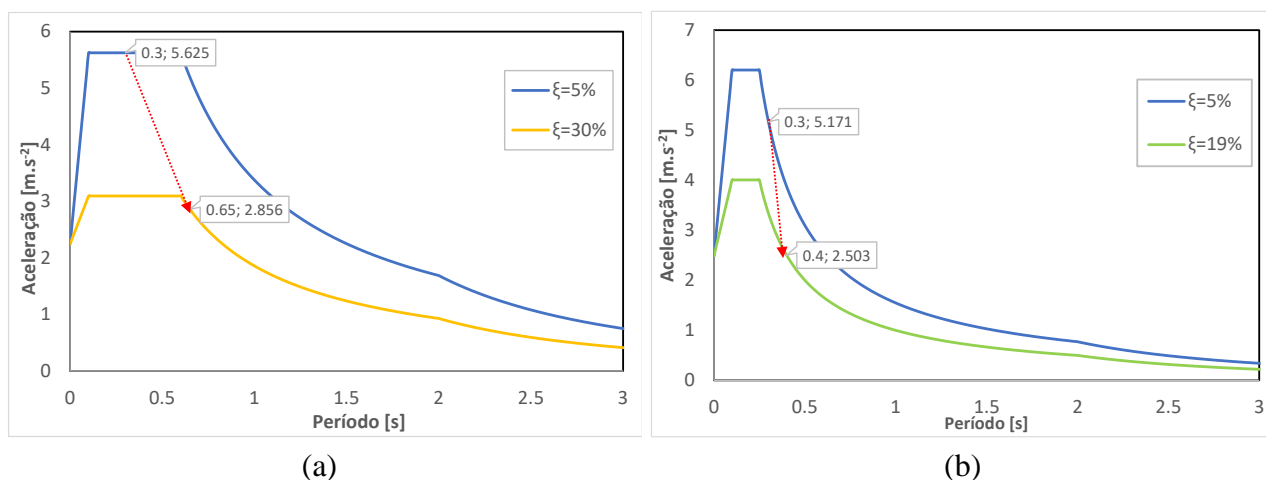 Aceleração [m.s-2]
6
5
4
3
2
1
0
0.3; 5.625
0.65; 2.856
ξ=5%
ξ=30%
0 0.5 1 1.5 2 2.5 3
Período [s]
(a)
Aceleração [m.s-2]
7
6
5
4
3
2
1
0
0.3; 5.171
0.4; 2.503
ξ=5%
ξ=19%
0 0.5 1 1.5 2 2.5 3
Período [s]
(b)